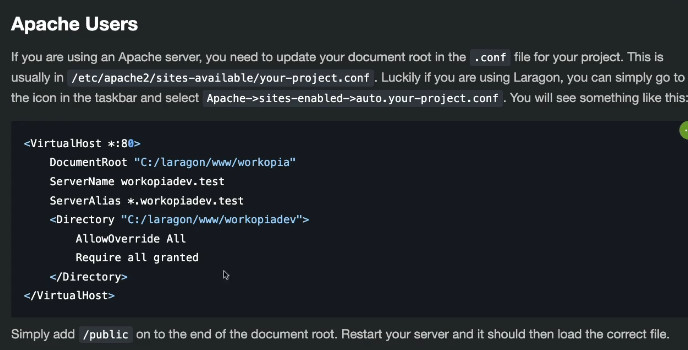 Apache Users
If you are using an Apache server, you need to update your document root in the .conf file for your project. This is
usually in /etc/apache2/sites-available/your-project.conf . Luckily if you are using Laragon, you can simply go to
the icon in the taskbar and select Apache->sites-enabled->auto.your-project.conf . You will see something like this:
<VirtualHost *:80>
    DocumentRoot "C:/laragon/www/workopia"
    ServerName workopiadev.test
    ServerAlias *.workopiadev.test
    <Directory "C:/laragon/www/workopiadev">
        AllowOverride All
        Require all granted
    </Directory>
</VirtualHost>
Simply add /public on to the end of the document root. Restart your server and it should then load the correct file.